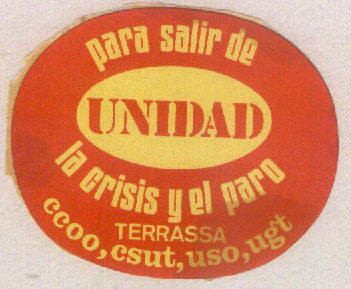 para salir de
UNIDAD
la crisis y el paro
TERRASSA
ccoo, csut, uso, ugt